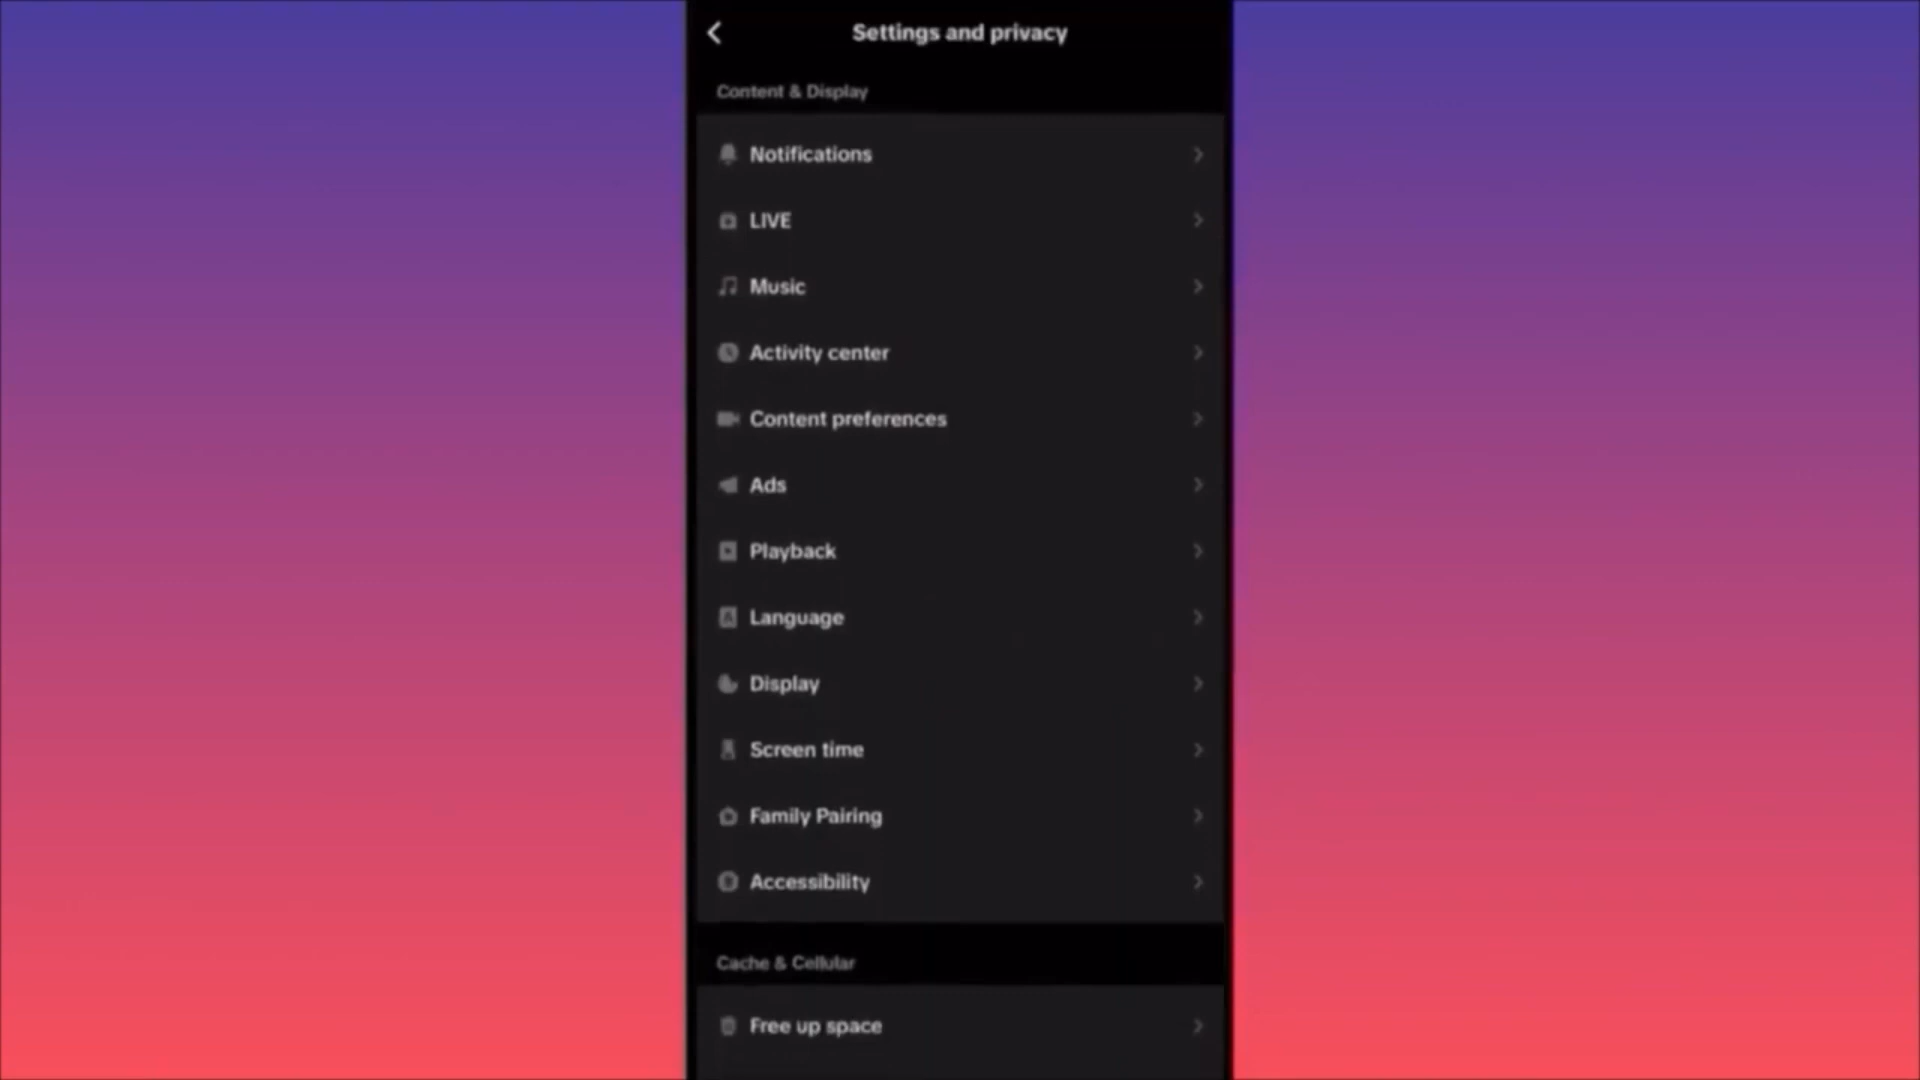 Settings and privacy
Content & Display
Notifications
LIVE
Music
Activity center
Content preferences
Ads
Playback
Language
Display
Screen time
Family Pairing
Accessibility
Cache & Cellular
Free up space